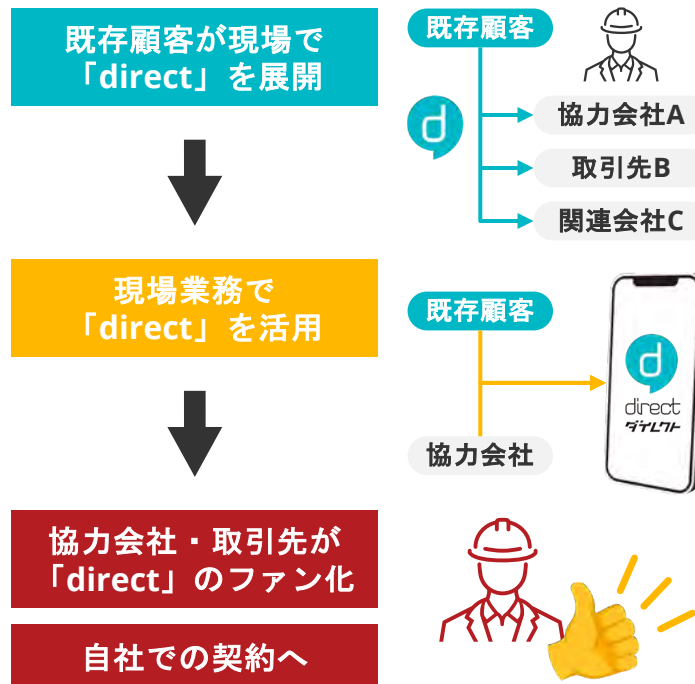 既存顧客が現場で
「direct」を展開
既存顧客
d
協力会社A
取引先B
関連会社C
現場業務で
「direct」を活用
既存顧客
協力会社
d
direct
ダイレクト
協力会社・取引先が
「direct」のファン化
自社での契約へ